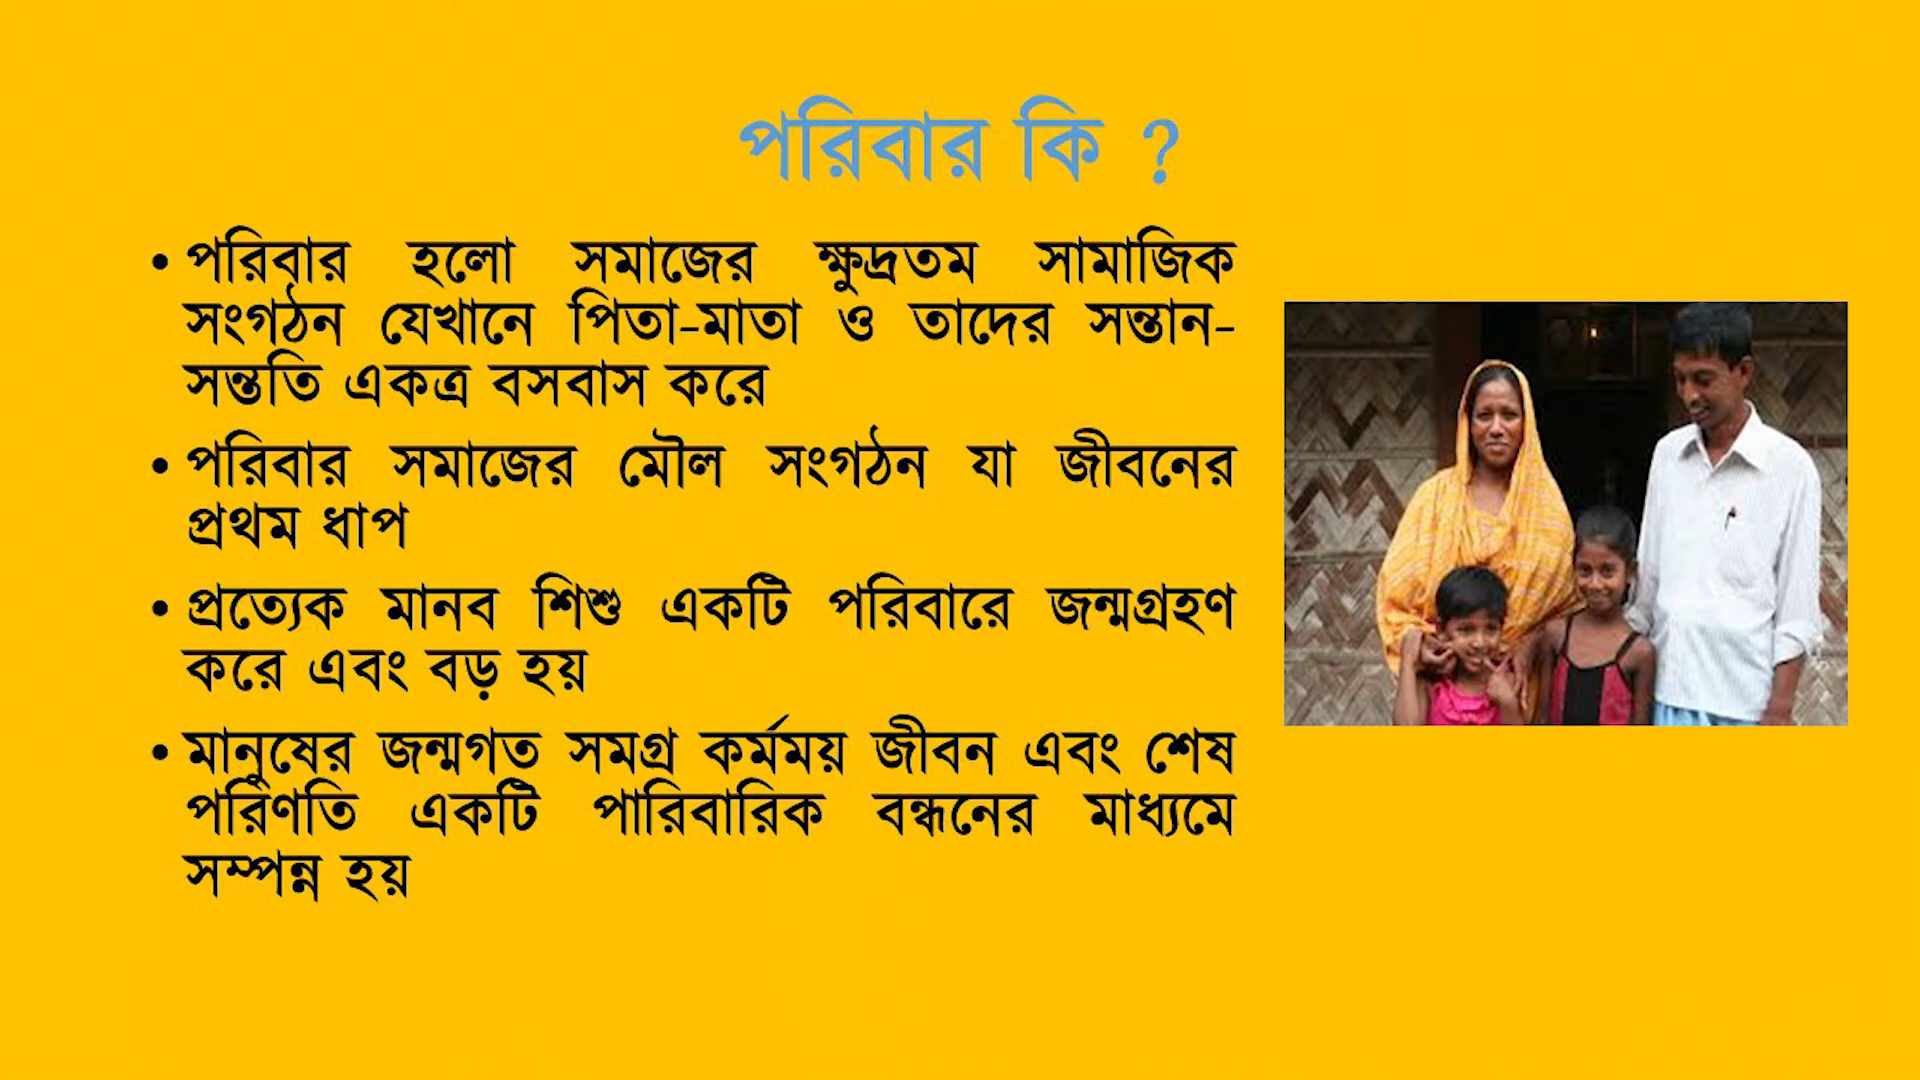 পরিবার কি ?
• পরিবার হলো সমাজের ক্ষুদ্রতম সামাজিক
সংগঠন যেখানে পিতা-মাতা ও তাদের সন্তান-
সন্ততি একত্র বসবাস করে
• পরিবার সমাজের মৌল সংগঠন যা জীবনের
প্রথম ধাপ
• প্রত্যেক মানব শিশু একটি পরিবারে জন্মগ্রহণ
করে এবং বড় হয়
• মানুষের জন্মগত সমগ্র কর্মময় জীবন এবং শেষ
পরিণতি একটি পারিবারিক বন্ধনের মাধ্যমে
সম্পন্ন হয়